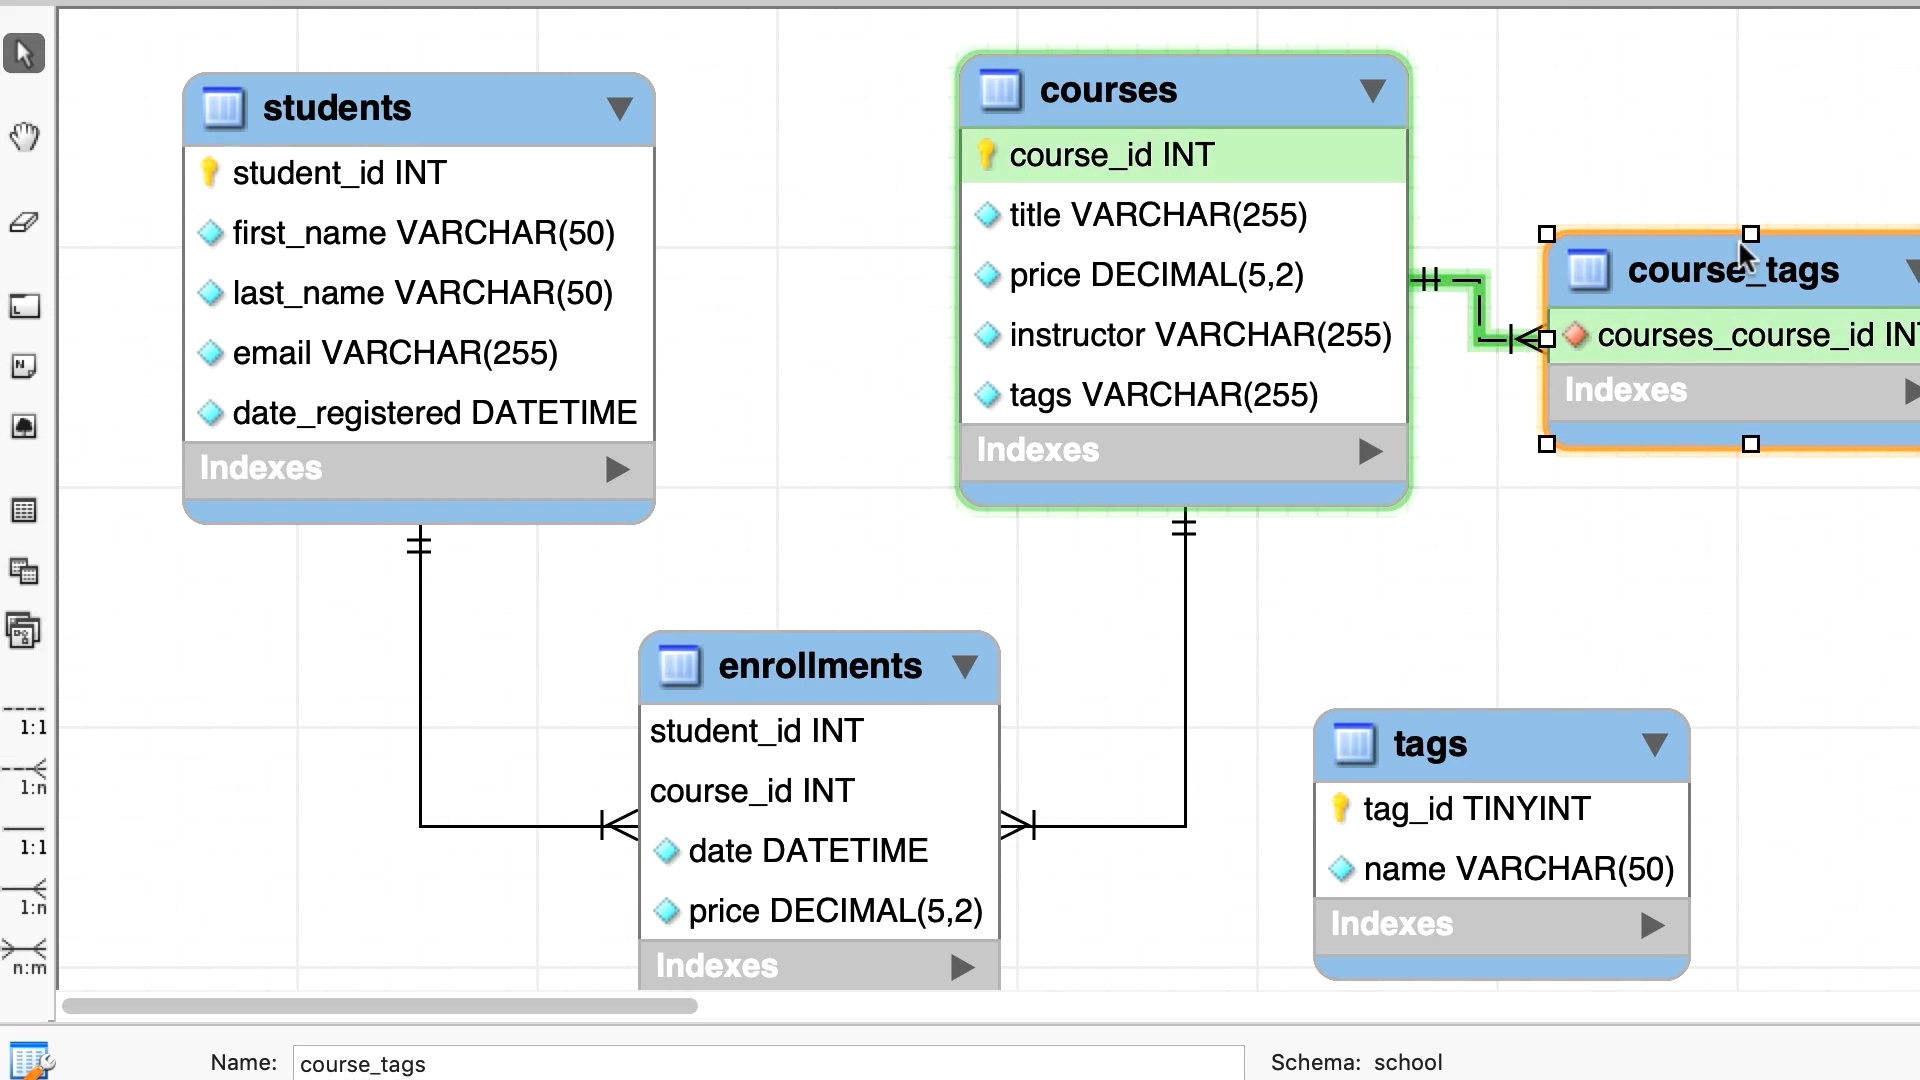 students
student_id INT
first_name VARCHAR(50)
last_name VARCHAR(50)
email VARCHAR(255)
date_registered DATETIME
Indexes
courses
course_id INT
title VARCHAR(255)
price DECIMAL(5,2)
instructor VARCHAR(255)
tags VARCHAR(255)
Indexes
course_tags
courses_course_id INT
Indexes
enrollments
student_id INT
course_id INT
date DATETIME
price DECIMAL(5,2)
Indexes
tags
tag_id TINYINT
name VARCHAR(50)
Indexes
1:1
1:n
1:1
1:n
n:m
Name: course_tags
Schema: school